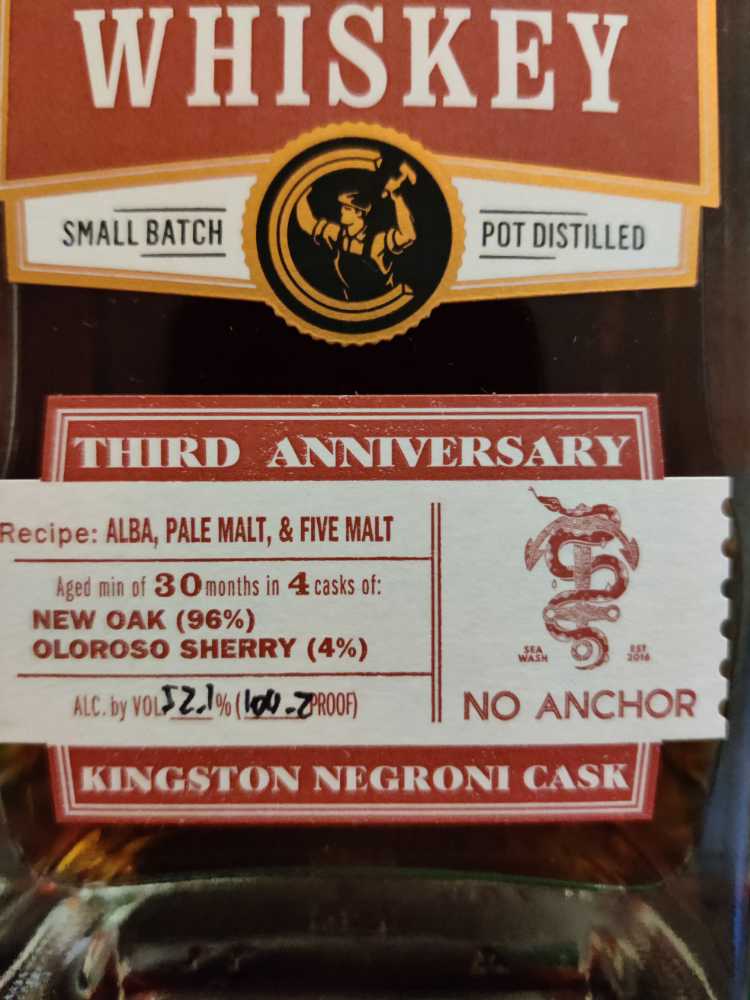 WHISKEY
SMALL BATCH
POT DISTILLED
THIRD ANNIVERSARY
Recipe: ALBA, PALE MALT, & FIVE MALT
Aged min of 30 months in 4 casks of:
NEW OAK (96%)
OLOROSO SHERRY (4%)
ALC. by VOL 52.1% (104.2 PROOF)
SEA WASH
EST 2016
NO ANCHOR
KINGSTON NEGRONI CASK